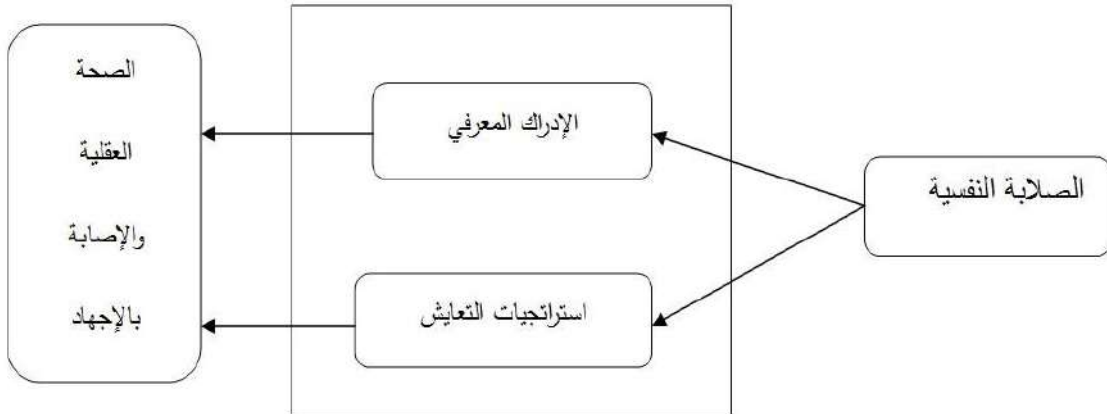 الصلابة النفسية
الإدراك المعرفي
استراتجيات التعايش
الصحة
العقلية
والإصابة
بالإجهاد